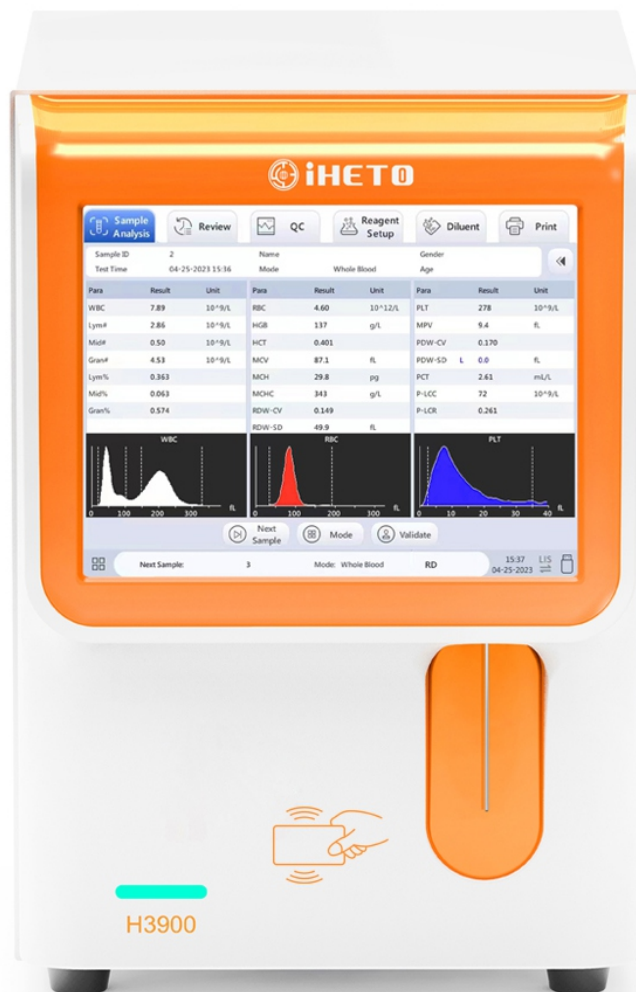 iHETO
Sample Analysis Review QC Reagent Setup Diluent Print
Sample ID 2 Name Gender
Test Time 04-25-2023 15:36 Mode Whole Blood Age
Para Result Unit Para Result Unit Para Result Unit
WBC 7.89 10^9/L RBC 4.60 10^12/L PLT 278 10^9/L
Lym# 2.86 10^9/L HGB 137 g/L MPV 9.4 fL
Mid# 0.50 10^9/L HCT 0.401 PDW-CV 0.170
Gran# 4.53 10^9/L MCV 87.1 fL PDW-SD L 0.0 fL
Lym% 0.363 MCH 29.8 pg PCT 2.61 mL/L
Mid% 0.063 MCHC 343 g/L P-LCC 72 10^9/L
Gran% 0.574 RDW-CV 0.149 P-LCR 0.261
RDW-SD 49.9 fL
WBC RBC PLT
0 100 200 300 fL 0 100 200 300 fL 0 10 20 30 40 fL
Next Sample Mode Validate
Next Sample: 3 Mode: Whole Blood RD 15:37 04-25-2023 LIS
H3900